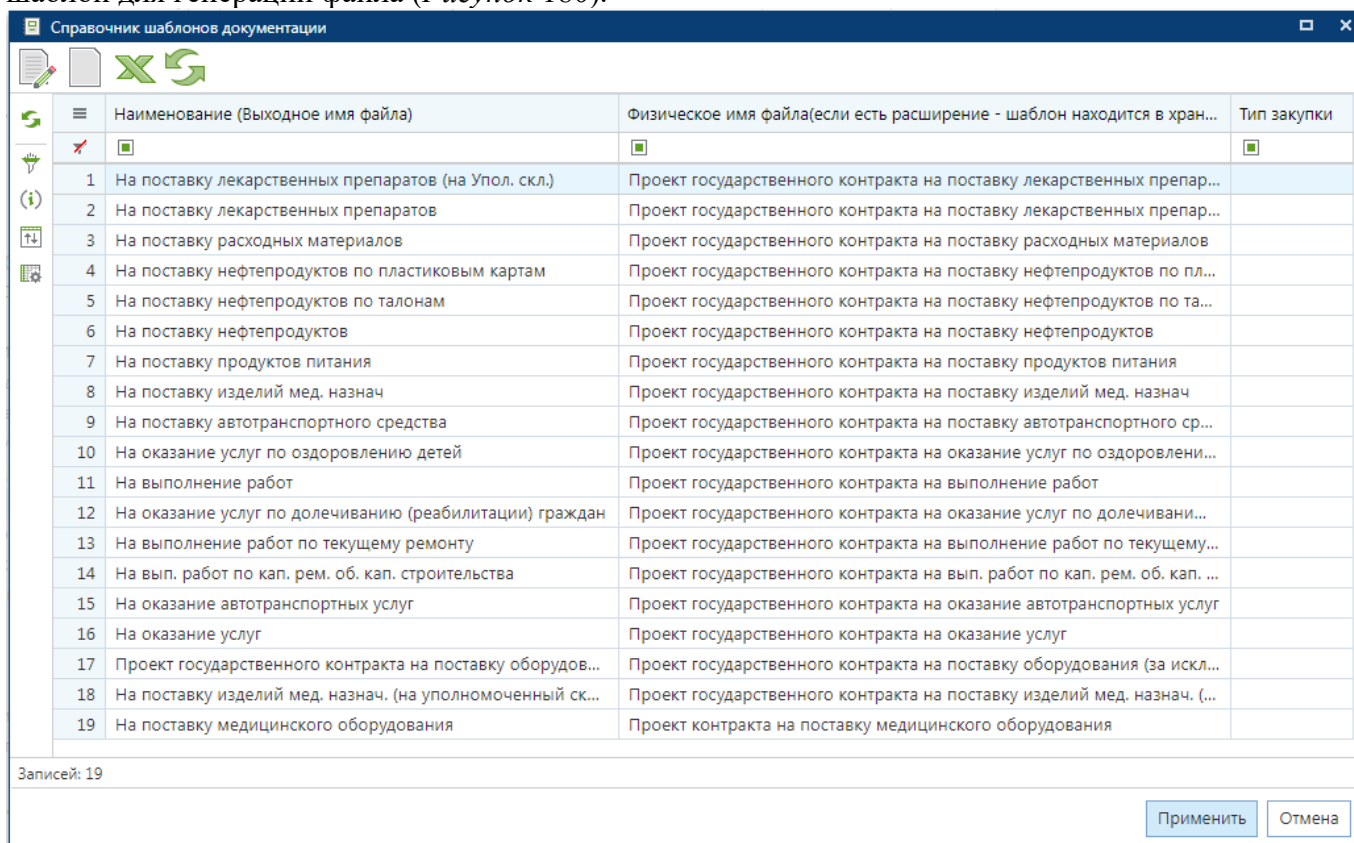 шаблон для генерации файла (Рисунок 180).
Справочник шаблонов документации
Наименование (Выходное имя файла) Физическое имя файла(если есть расширение - шаблон находится в хран... Тип закупки
1 На поставку лекарственных препаратов (на Упол. скл.) Проект государственного контракта на поставку лекарственных препар...
2 На поставку лекарственных препаратов Проект государственного контракта на поставку лекарственных препар...
3 На поставку расходных материалов Проект государственного контракта на поставку расходных материалов
4 На поставку нефтепродуктов по пластиковым картам Проект государственного контракта на поставку нефтепродуктов по пл...
5 На поставку нефтепродуктов по талонам Проект государственного контракта на поставку нефтепродуктов по та...
6 На поставку нефтепродуктов Проект государственного контракта на поставку нефтепродуктов
7 На поставку продуктов питания Проект государственного контракта на поставку продуктов питания
8 На поставку изделий мед. назнач Проект государственного контракта на поставку изделий мед. назнач
9 На поставку автотранспортного средства Проект государственного контракта на поставку автотранспортного ср...
10 На оказание услуг по оздоровлению детей Проект государственного контракта на оказание услуг по оздоровлени...
11 На выполнение работ Проект государственного контракта на выполнение работ
12 На оказание услуг по долечиванию (реабилитации) граждан Проект государственного контракта на оказание услуг по долечивани...
13 На выполнение работ по текущему ремонту Проект государственного контракта на выполнение работ по текущему...
14 На вып. работ по кап. рем. об. кап. строительства Проект государственного контракта на вып. работ по кап. рем. об. кап. ...
15 На оказание автотранспортных услуг Проект государственного контракта на оказание автотранспортных услуг
16 На оказание услуг Проект государственного контракта на оказание услуг
17 Проект государственного контракта на поставку оборудов... Проект государственного контракта на поставку оборудования (за искл...
18 На поставку изделий мед. назнач. (на уполномоченный ск... Проект государственного контракта на поставку изделий мед. назнач. (...
19 На поставку медицинского оборудования Проект контракта на поставку медицинского оборудования
Записей: 19
Применить Отмена